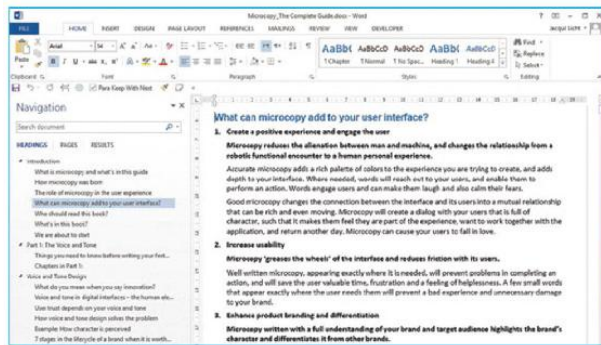 Microcopy_The Complete Guide.docx - Word
FILE HOME INSERT DESIGN PAGE LAYOUT REFERENCES MAILINGS REVIEW VIEW DEVELOPER
Arial 14
Find
Replace
Select
Paste
AaBb( AaBbCcD AaBbCcD AaBb( AaBbCcD
1 Chapter 1 Normal 1 No Spac... Heading 1 Heading 4
Clipboard Font Paragraph Styles Editing
Para Keep With Next
Navigation
Search document
HEADINGS PAGES RESULTS
Introduction
What is microcopy and what's in this guide
How microcopy was born
The role of microcopy in the user experience
What can microcopy add to your user interface?
Who should read this book?
What's in this book?
We are about to start
Part 1: The Voice and Tone
Things you need to know before writing your first...
Chapters in Part 1:
Voice and Tone Design
What do you mean when you say innovation?
Voice and tone in digital interfaces – the human ele...
Use trust depends on your voice and tone
How voice and tone design solves the problem
Example: How character is perceived
7 stages in the lifecycle of a brand when it is worth...
What can microcopy add to your user interface?
1. Create a positive experience and engage the user
Microcopy reduces the alienation between man and machine, and changes the relationship from a
robotic functional encounter to a human personal experience.
Accurate microcopy adds a rich palette of colors to the experience you are trying to create, and adds
depth to your interface. Where needed, words will reach out to your users, and enable them to
perform an action. Words engage users and can make them laugh and also calm their fears.
Good microcopy changes the connection between the interface and its users into a mutual relationship
that can be rich and even moving. Microcopy will create a dialog with your users that is full of
character, such that it makes them feel they are part of the experience, want to work together with the
application, and return another day. Microcopy can cause your users to fall in love.
2. Increase usability
Microcopy 'greases the wheels' of the interface and reduces friction with its users.
Well written microcopy, appearing exactly where it is needed, will prevent problems in completing an
action, and will save the user valuable time, frustration and a feeling of helplessness. A few small words
that appear exactly where the user needs them will prevent a bad experience and unnecessary damage
to your brand.
3. Enhance product branding and differentiation
Microcopy written with a full understanding of your brand and target audience highlights the brand's
character and differentiates it from other brands.